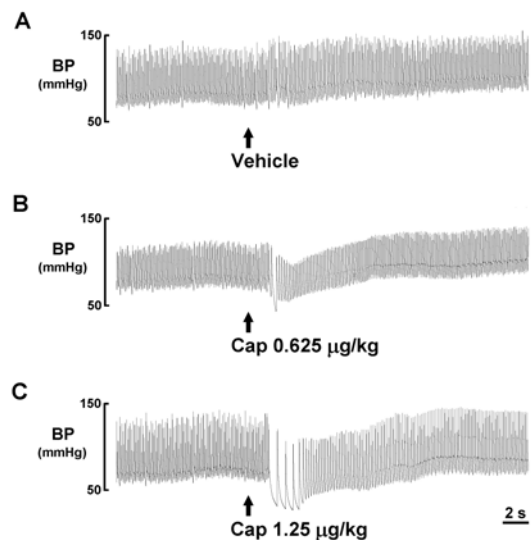 A
150
BP
(mmHg)
50
Vehicle
B
150
BP
(mmHg)
50
Cap 0.625 μg/kg
C
150
BP
(mmHg)
50
Cap 1.25 μg/kg
2 s